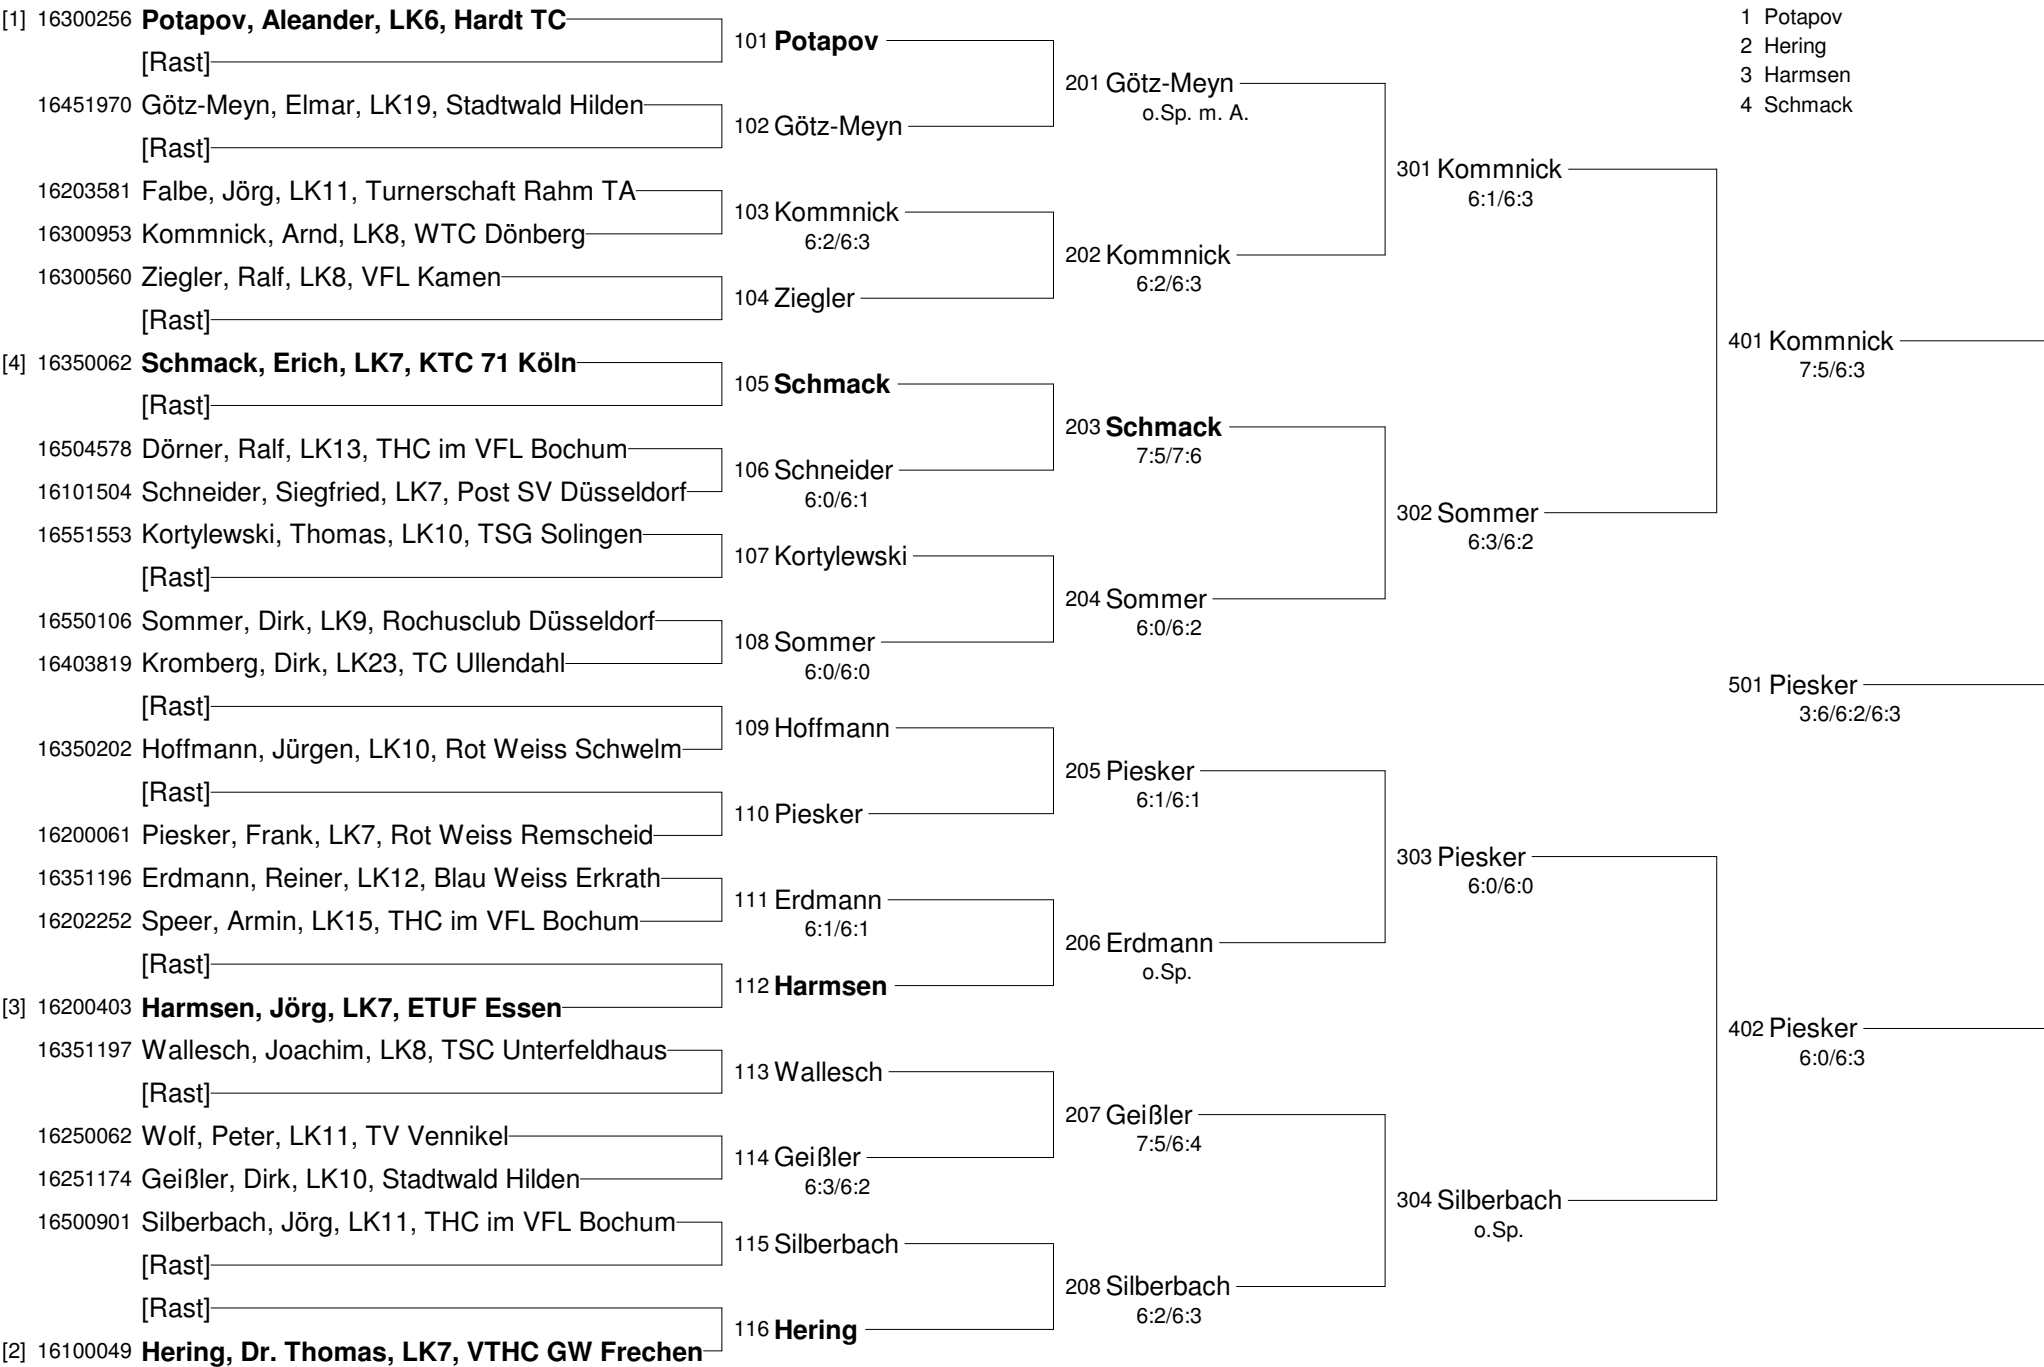 [1] 16300256 Potapov, Aleander, LK6, Hardt TC
[Rast]
16451970 Götz-Meyn, Elmar, LK19, Stadtwald Hilden
[Rast]
16203581 Falbe, Jörg, LK11, Turnerschaft Rahm TA
16300953 Kommnick, Arnd, LK8, WTC Dönberg
16300560 Ziegler, Ralf, LK8, VFL Kamen
[Rast]
[4] 16350062 Schmack, Erich, LK7, KTC 71 Köln
[Rast]
16504578 Dörner, Ralf, LK13, THC im VFL Bochum
16101504 Schneider, Siegfried, LK7, Post SV Düsseldorf
16551553 Kortylewski, Thomas, LK10, TSG Solingen
[Rast]
16550106 Sommer, Dirk, LK9, Rochusclub Düsseldorf
16403819 Kromberg, Dirk, LK23, TC Ullendahl
[Rast]
16350202 Hoffmann, Jürgen, LK10, Rot Weiss Schwelm
[Rast]
16200061 Piesker, Frank, LK7, Rot Weiss Remscheid
16351196 Erdmann, Reiner, LK12, Blau Weiss Erkrath
16202252 Speer, Armin, LK15, THC im VFL Bochum
[Rast]
[3] 16200403 Harmsen, Jörg, LK7, ETUF Essen
16351197 Wallesch, Joachim, LK8, TSC Unterfeldhaus
[Rast]
16250062 Wolf, Peter, LK11, TV Vennikel
16251174 Geißler, Dirk, LK10, Stadtwald Hilden
16500901 Silberbach, Jörg, LK11, THC im VFL Bochum
[Rast]
[Rast]
[2] 16100049 Hering, Dr. Thomas, LK7, VTHC GW Frechen
101 Potapov
102 Götz-Meyn
103 Kommnick
6:2/6:3
104 Ziegler
105 Schmack
106 Schneider
6:0/6:1
107 Kortylewski
108 Sommer
6:0/6:0
109 Hoffmann
110 Piesker
111 Erdmann
6:1/6:1
112 Harmsen
113 Wallesch
114 Geißler
6:3/6:2
115 Silberbach
116 Hering
201 Götz-Meyn
o.Sp. m. A.
202 Kommnick
6:2/6:3
203 Schmack
7:5/7:6
204 Sommer
6:0/6:2
205 Piesker
6:1/6:1
206 Erdmann
o.Sp.
207 Geißler
7:5/6:4
208 Silberbach
6:2/6:3
301 Kommnick
6:1/6:3
302 Sommer
6:3/6:2
303 Piesker
6:0/6:0
304 Silberbach
o.Sp.
1 Potapov
2 Hering
3 Harmsen
4 Schmack
401 Kommnick
7:5/6:3
501 Piesker
3:6/6:2/6:3
402 Piesker
6:0/6:3